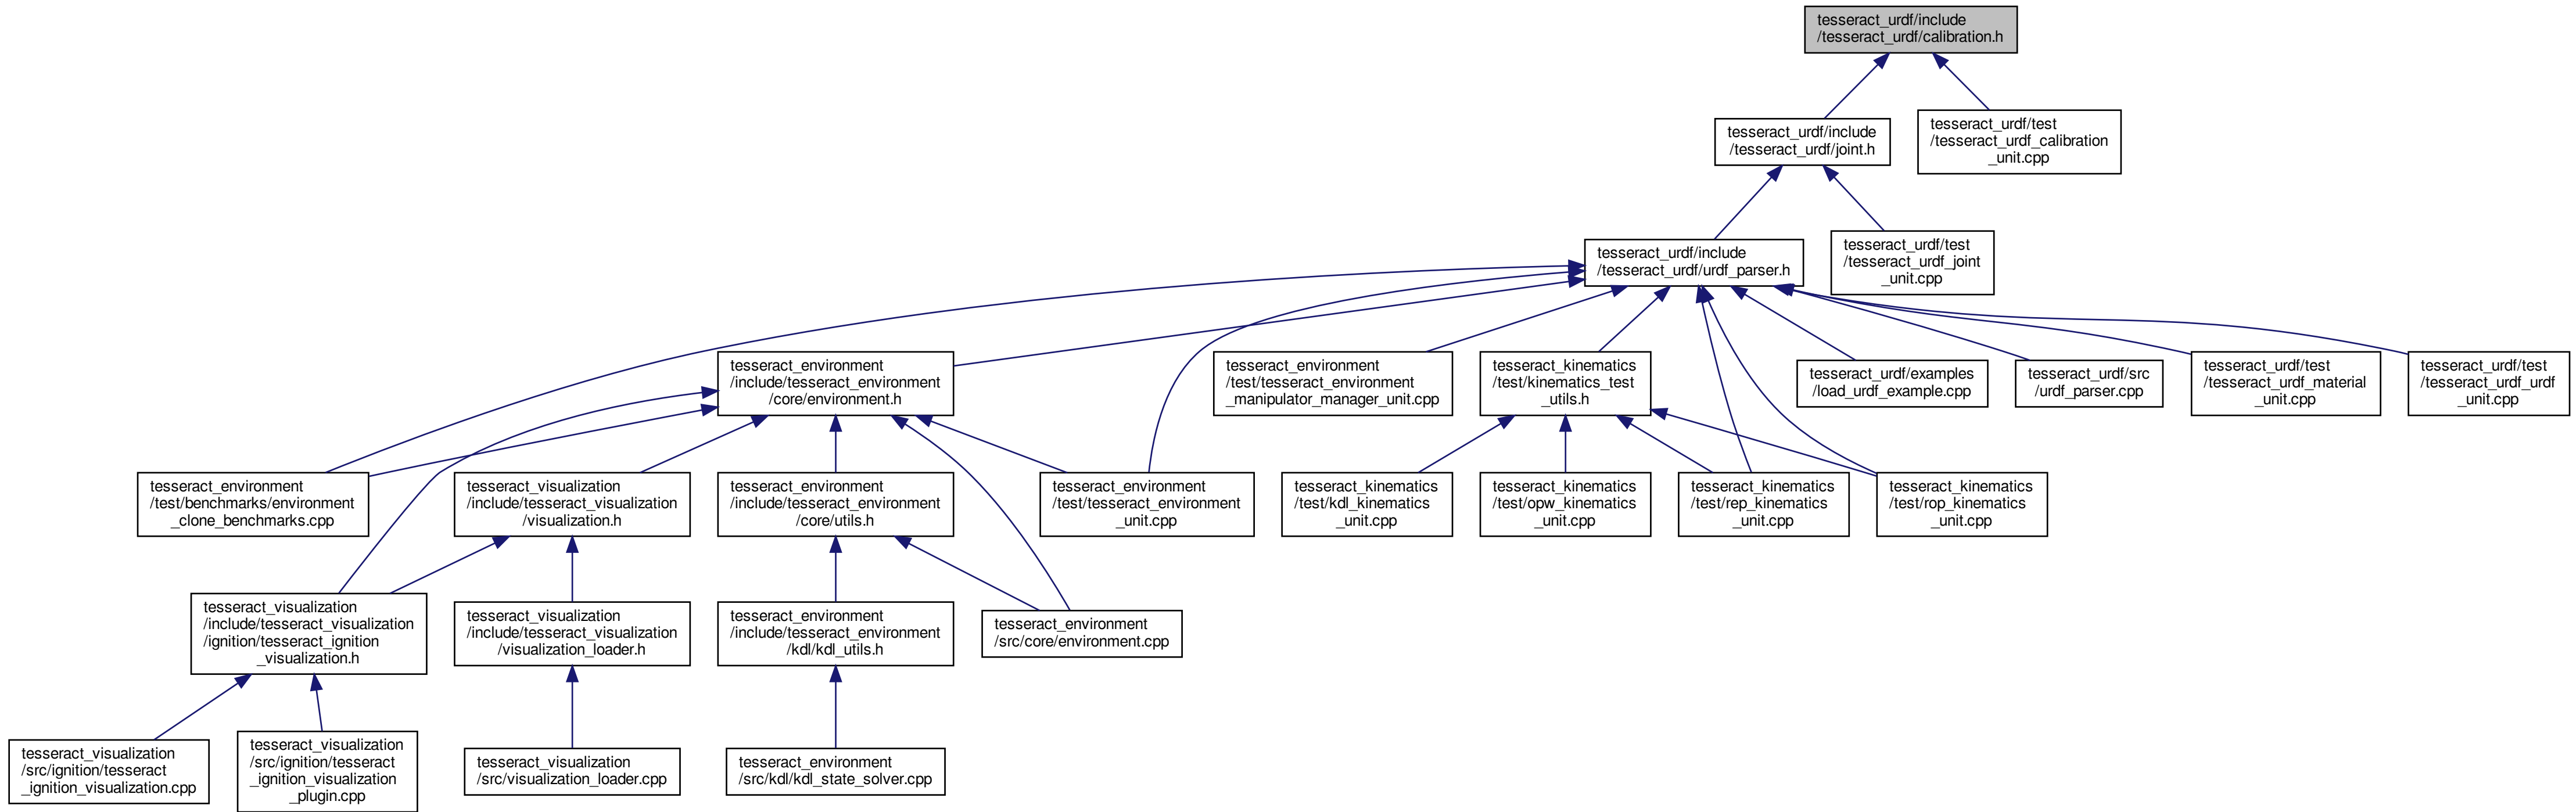 tesseract_urdf/include
/tesseract_urdf/calibration.h
tesseract_urdf/include
/tesseract_urdf/joint.h
tesseract_urdf/test
/tesseract_urdf_calibration
_unit.cpp
tesseract_urdf/include
/tesseract_urdf/urdf_parser.h
tesseract_urdf/test
/tesseract_urdf_joint
_unit.cpp
tesseract_environment
/include/tesseract_environment
/core/environment.h
tesseract_environment
/test/tesseract_environment
_manipulator_manager_unit.cpp
tesseract_kinematics
/test/kinematics_test
_utils.h
tesseract_urdf/examples
/load_urdf_example.cpp
tesseract_urdf/src
/urdf_parser.cpp
tesseract_urdf/test
/tesseract_urdf_material
_unit.cpp
tesseract_urdf/test
/tesseract_urdf_urdf
_unit.cpp
tesseract_environment
/test/benchmarks/environment
_clone_benchmarks.cpp
tesseract_visualization
/include/tesseract_visualization
/visualization.h
tesseract_environment
/include/tesseract_environment
/core/utils.h
tesseract_environment
/test/tesseract_environment
_unit.cpp
tesseract_kinematics
/test/kdl_kinematics
_unit.cpp
tesseract_kinematics
/test/opw_kinematics
_unit.cpp
tesseract_kinematics
/test/rep_kinematics
_unit.cpp
tesseract_kinematics
/test/rop_kinematics
_unit.cpp
tesseract_visualization
/include/tesseract_visualization
/ignition/tesseract_ignition
_visualization.h
tesseract_visualization
/include/tesseract_visualization
/visualization_loader.h
tesseract_environment
/include/tesseract_environment
/kdl/kdl_utils.h
tesseract_environment
/src/core/environment.cpp
tesseract_visualization
/src/ignition/tesseract
_ignition_visualization.cpp
tesseract_visualization
/src/ignition/tesseract
_ignition_visualization
_plugin.cpp
tesseract_visualization
/src/visualization_loader.cpp
tesseract_environment
/src/kdl/kdl_state_solver.cpp